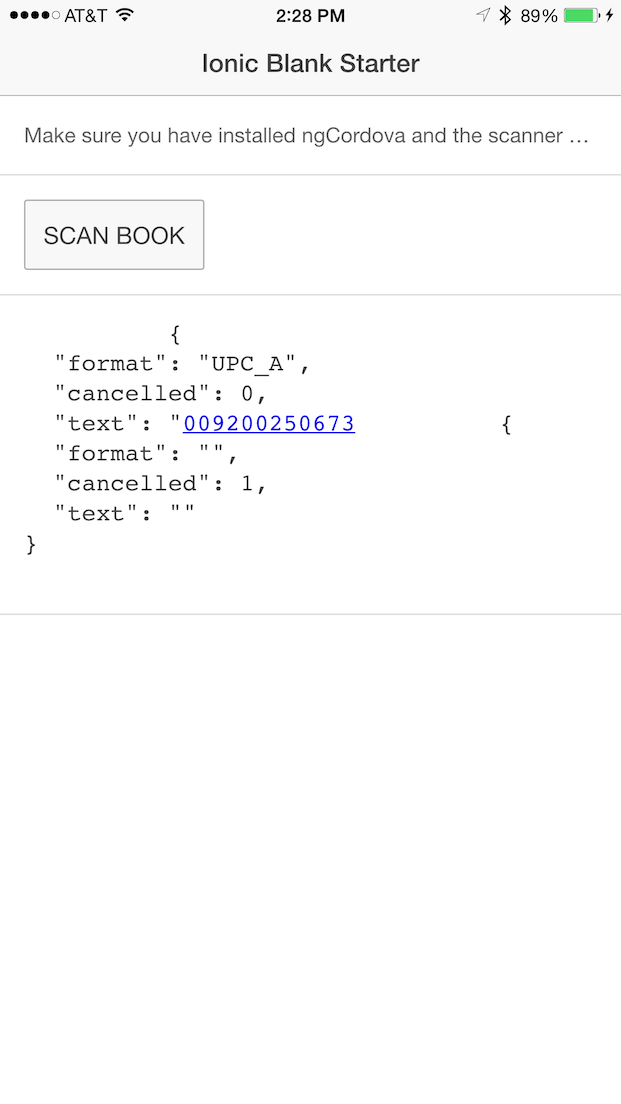 AT&T 2:28 PM 89%
Ionic Blank Starter
Make sure you have installed ngCordova and the scanner ...
SCAN BOOK
{
"format": "UPC_A",
"cancelled": 0,
"text": "009200250673 {
"format": "",
"cancelled": 1,
"text": ""
}